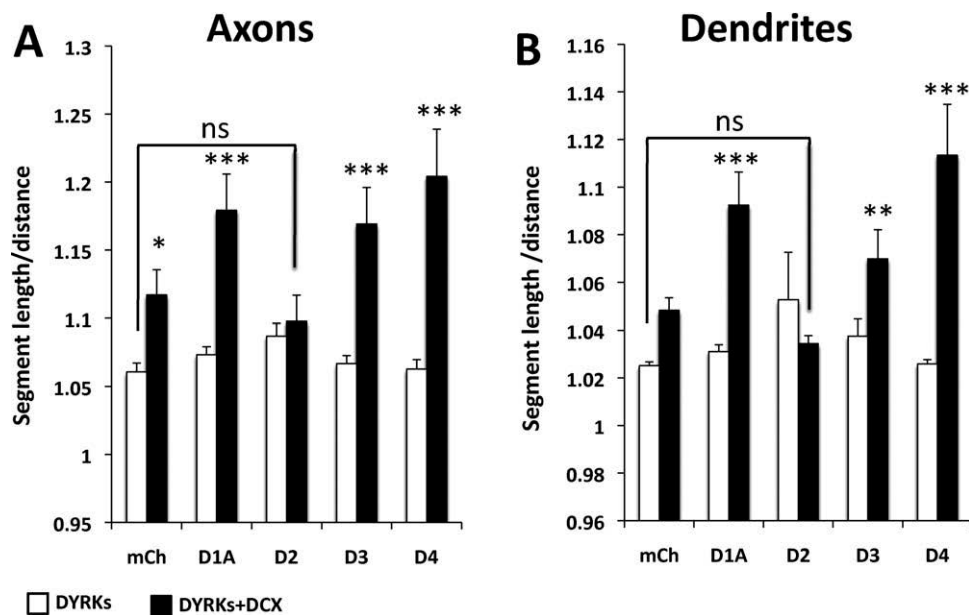 A
Axons
Segment length/distance
1.3
1.25
1.2
1.15
1.1
1.05
1
0.95
ns
*
***
***
***
mCh D1A D2 D3 D4
B
Dendrites
Segment length /distance
1.16
1.14
1.12
1.1
1.08
1.06
1.04
1.02
1
0.98
0.96
ns
***
**
***
mCh D1A D2 D3 D4
DYRKs DYRKs+DCX